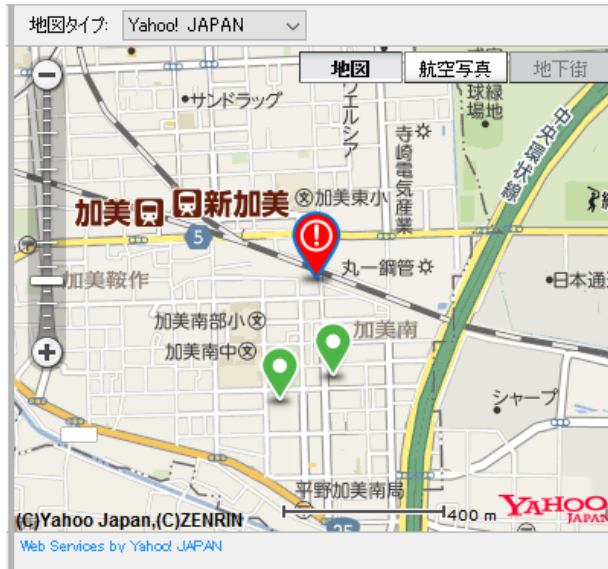 地図タイプ: Yahoo! JAPAN
地図 航空写真 地下街
サンドラッグ
ウエルシア
球緑
場地
中央環状線
寺崎電気産業
加美 新加美
加美東小
5
丸一鋼管
日本通
加美鞍作
加美南部小
加美南
加美南中
シャープ
平野加美南局
25
400 m
YAHOO
JAPAN
(C)Yahoo Japan,(C)ZENRIN
Web Services by Yahoo! JAPAN